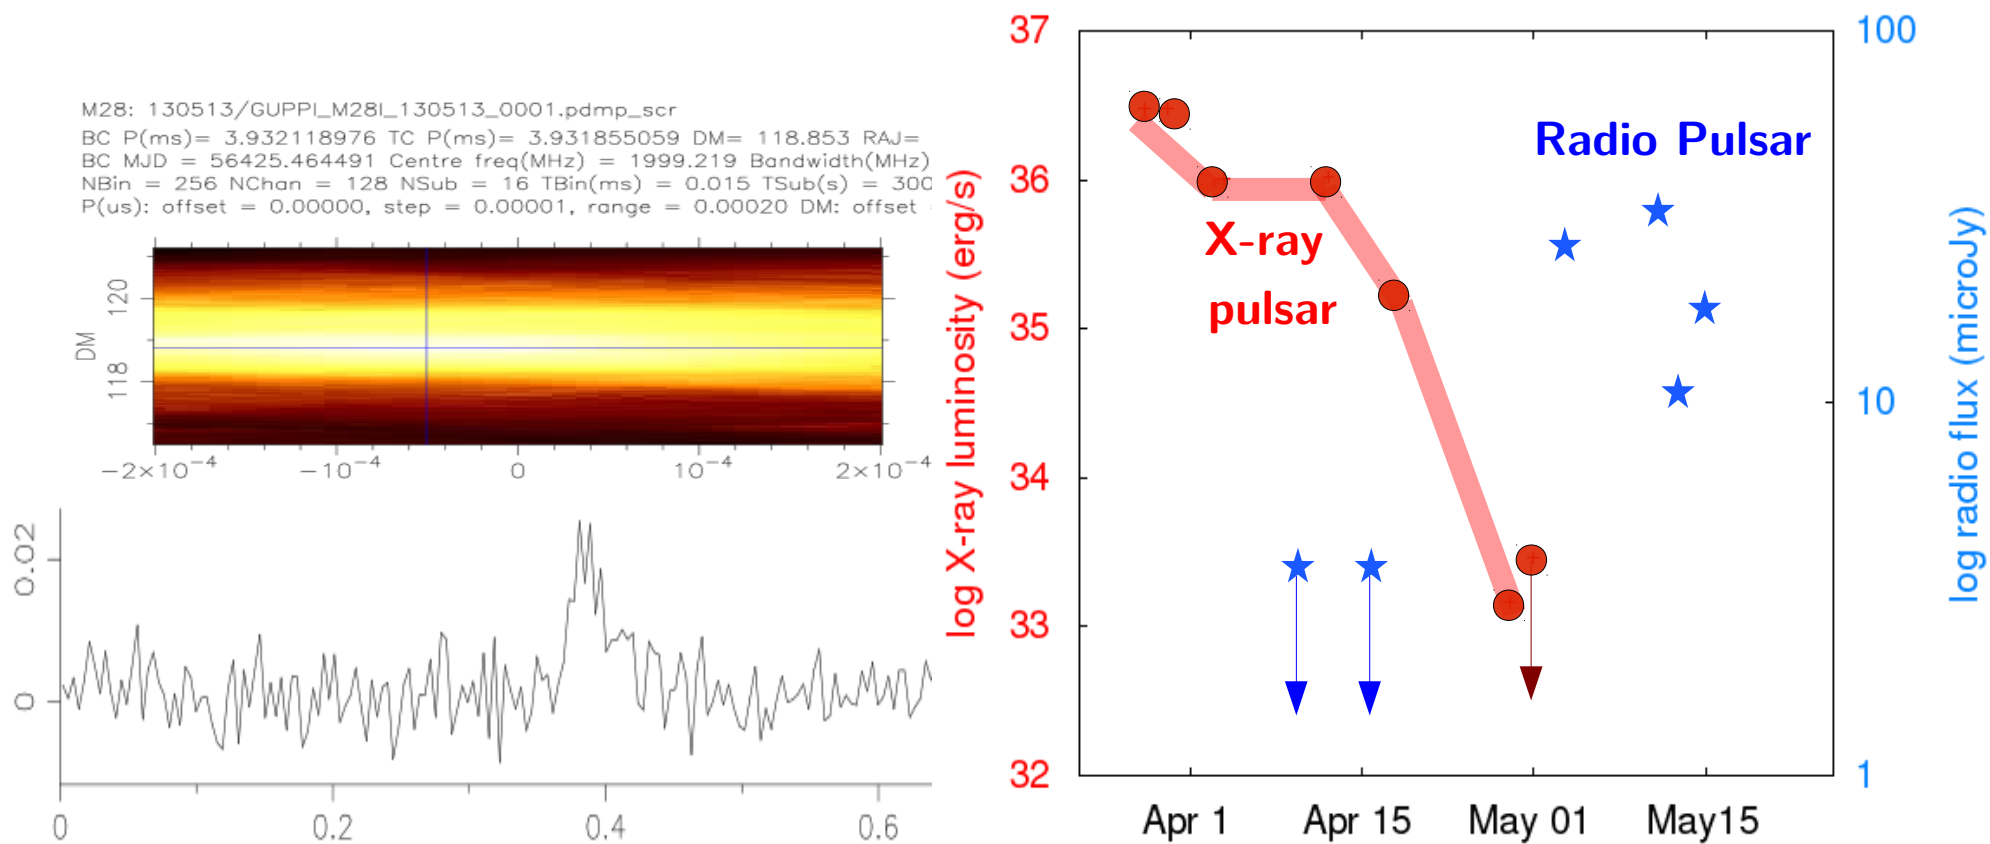 M28: 130513/GUPPI_M28I_130513_0001.pdmp_scr
BC P(ms)= 3.932118976 TC P(ms)= 3.931855059 DM= 118.853 RAJ=
BC MJD = 56425.464491 Centre freq(MHz) = 1999.219 Bandwidth(MHz)
NBin = 256 NChan = 128 NSub = 16 TBin(ms) = 0.015 TSub(s) = 300
P(us): offset = 0.00000, step = 0.00001, range = 0.00020 DM: offset
DM
120
118
−2×10⁻⁴ −10⁻⁴ 0 10⁻⁴ 2×10⁻⁴
0.02
0
0 0.2 0.4 0.6
log X-ray luminosity (erg/s)
37
36
35
34
33
32
X-ray
pulsar
Radio Pulsar
Apr 1 Apr 15 May 01 May15
100
10
1
log radio flux (microJy)